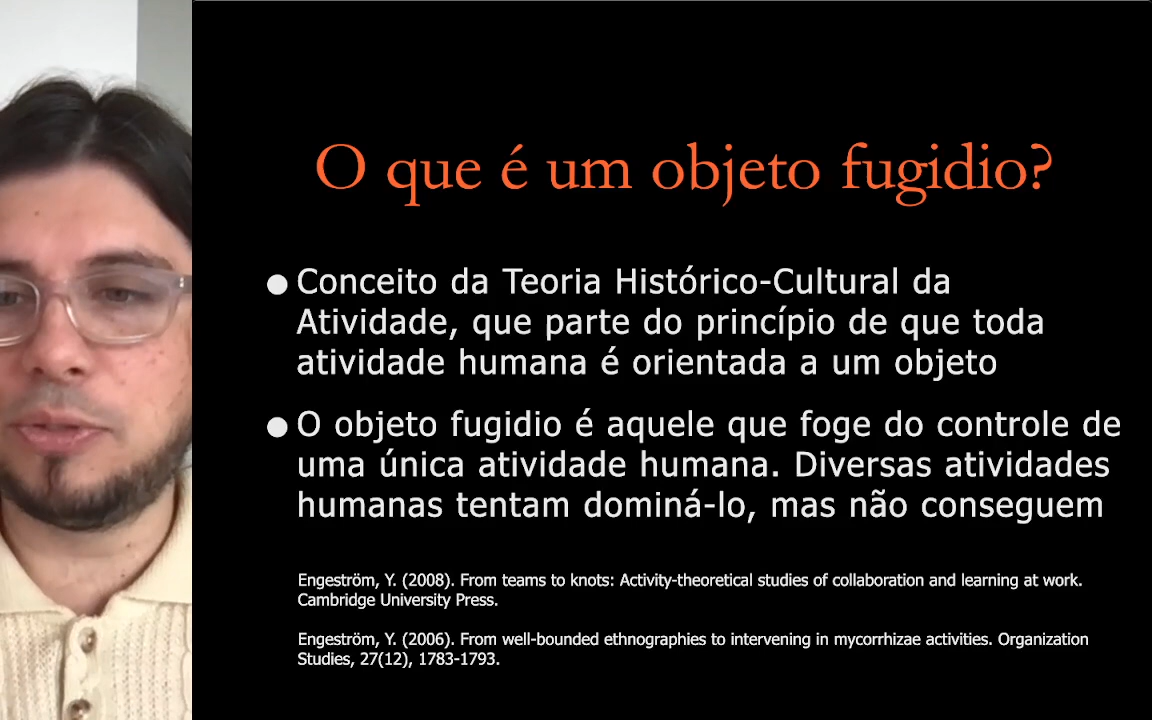 O que é um objeto fugidio?
● Conceito da Teoria Histórico-Cultural da
Atividade, que parte do princípio de que toda
atividade humana é orientada a um objeto
● O objeto fugidio é aquele que foge do controle de
uma única atividade humana. Diversas atividades
humanas tentam dominá-lo, mas não conseguem
Engeström, Y. (2008). From teams to knots: Activity-theoretical studies of collaboration and learning at work.
Cambridge University Press.
Engeström, Y. (2006). From well-bounded ethnographies to intervening in mycorrhizae activities. Organization
Studies, 27(12), 1783-1793.